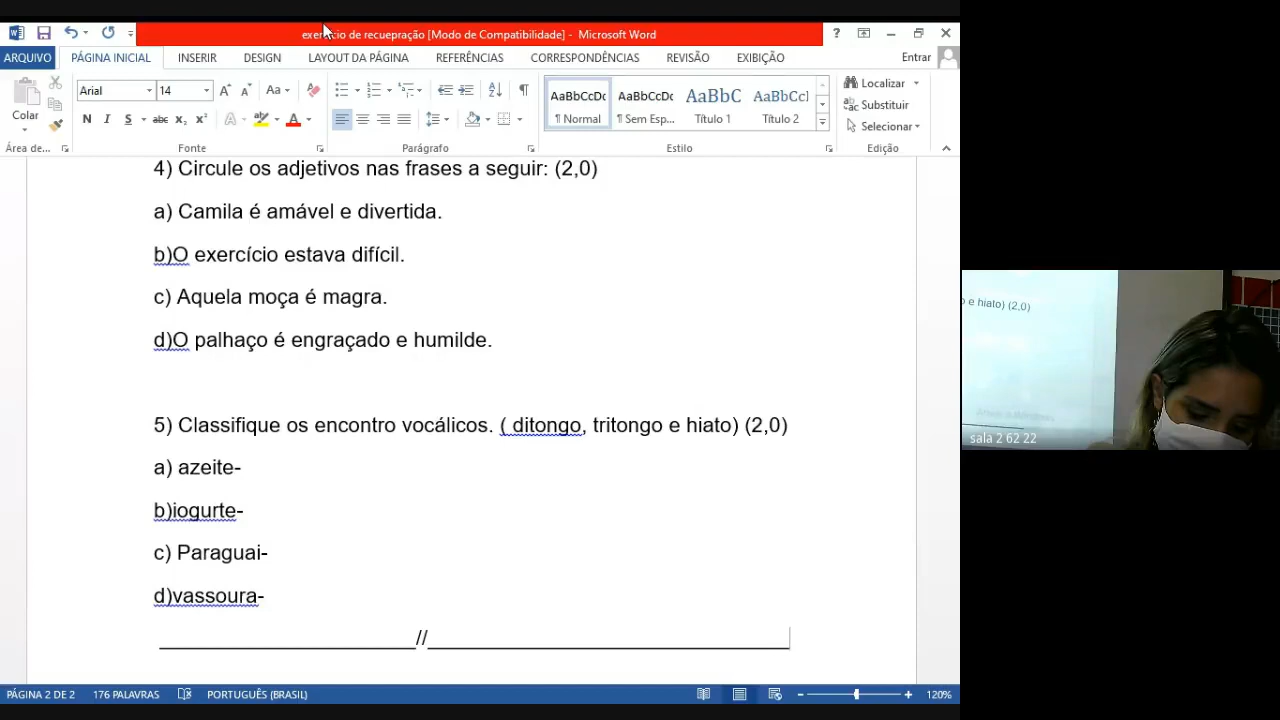 exercício de recuepração [Modo de Compatibilidade] - Microsoft Word
ARQUIVO PÁGINA INICIAL INSERIR DESIGN LAYOUT DA PÁGINA REFERÊNCIAS CORRESPONDÊNCIAS REVISÃO EXIBIÇÃO Entrar
Colar
Área de...
Arial 14
Fonte
Parágrafo
AaBbCcDc AaBbCcDc AaBbC AaBbCc
¶ Normal ¶ Sem Esp... Título 1 Título 2
Estilo
Localizar
Substituir
Selecionar
Edição
4) Circule os adjetivos nas frases a seguir: (2,0)
a) Camila é amável e divertida.
b)O exercício estava difícil.
c) Aquela moça é magra.
d)O palhaço é engraçado e humilde.
5) Classifique os encontro vocálicos. ( ditongo, tritongo e hiato) (2,0)
a) azeite-
b)iogurte-
c) Paraguai-
d)vassoura-
//
PÁGINA 2 DE 2 176 PALAVRAS PORTUGUÊS (BRASIL) 120%
e hiato) (2,0)
sala 2 62 22